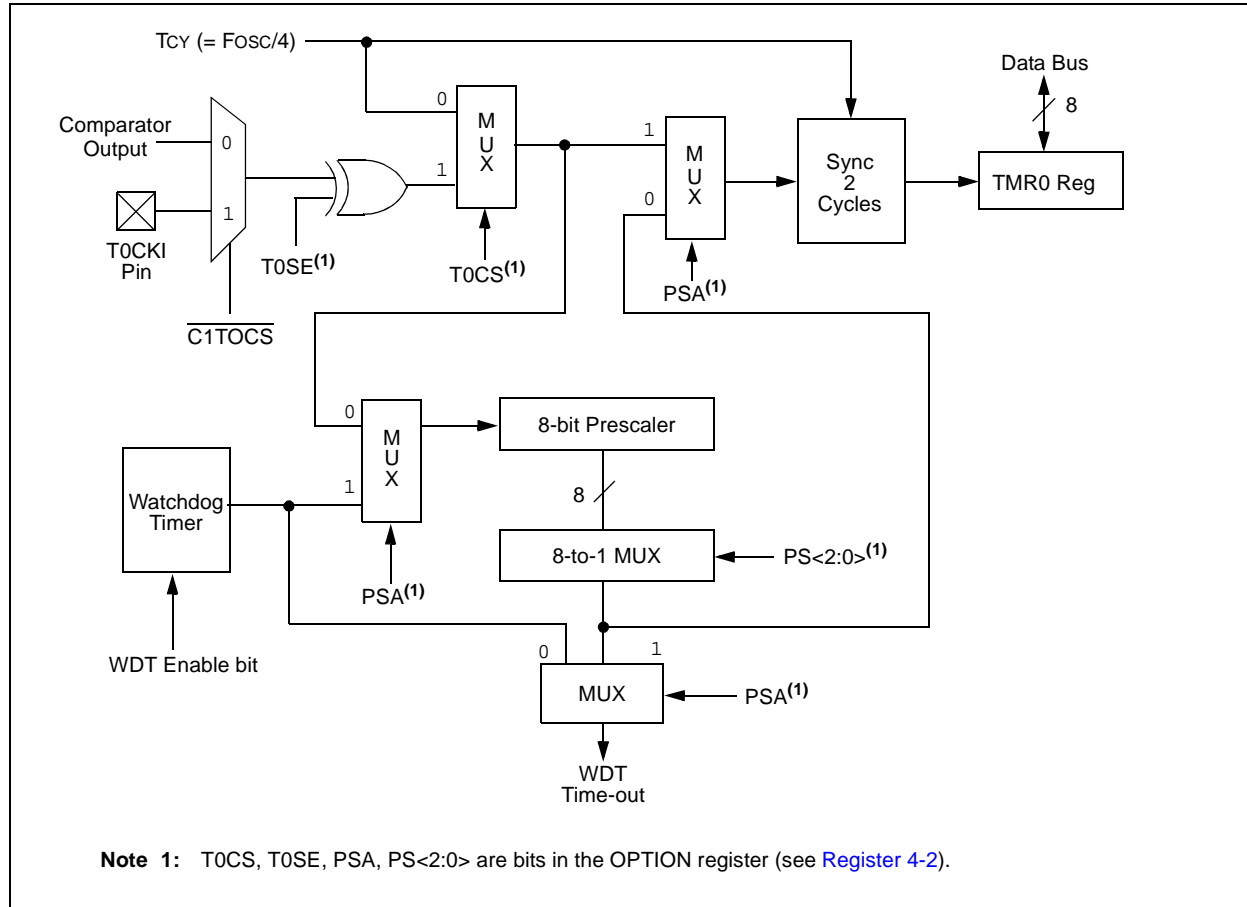 TCY (= FOSC/4)
Data Bus
8
Comparator
Output
0
1
T0CKI
Pin
C1TOCS
T0SE(1)
0
1
MUX
T0CS(1)
1
0
MUX
PSA(1)
Sync
2
Cycles
TMR0 Reg
0
1
MUX
PSA(1)
8-bit Prescaler
8
8-to-1 MUX
PS<2:0>(1)
Watchdog
Timer
WDT Enable bit
0
1
MUX
PSA(1)
WDT
Time-out
Note 1: T0CS, T0SE, PSA, PS<2:0> are bits in the OPTION register (see Register 4-2).